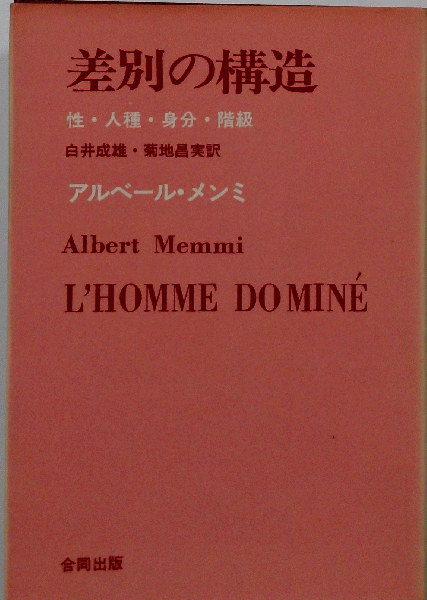 差別の構造
性・人種・身分・階級
白井成雄・菊地昌実訳
アルベール・メンミ
Albert Memmi
L'HOMME DOMINÉ
合同出版